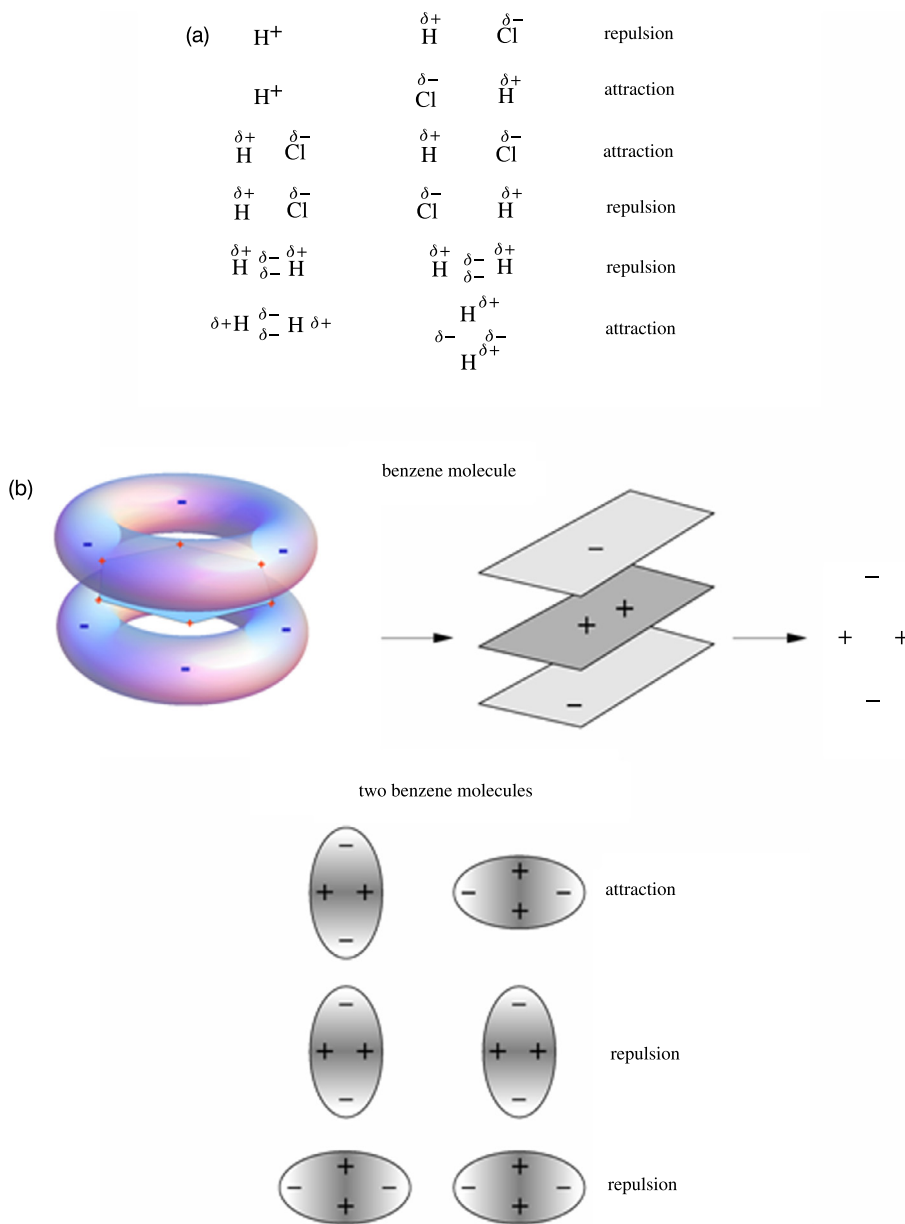 (a) H+ δ+ H δ− Cl repulsion
H+ δ− Cl δ+ H attraction
δ+ H δ− Cl δ+ H δ− Cl attraction
δ+ H δ− Cl δ− Cl δ+ H repulsion
δ+ H δ− δ− δ+ H δ+ H δ− δ− δ+ H repulsion
H δ+
δ+ H δ− δ− H δ+ δ− δ− attraction
H δ+
benzene molecule
(b)
− − −
+ + + + + +
− − −
−
+ +
−
−
+ +
−
two benzene molecules
− +
+ + − − attraction
− +
− −
+ + + + repulsion
− −
+ +
− − − − repulsion
+ +